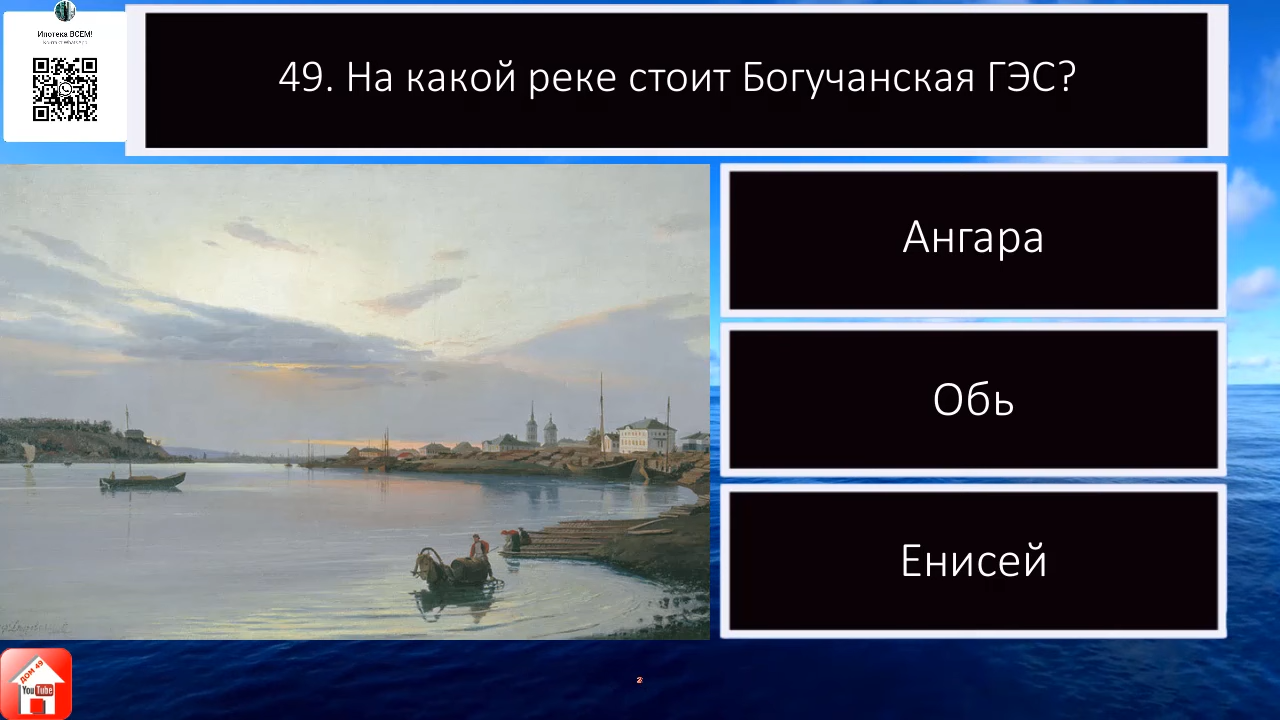 Ипотека ВСЕМ!
49. На какой реке стоит Богучанская ГЭС?
Ангара
Обь
Енисей
ДОМ 49
YouTube